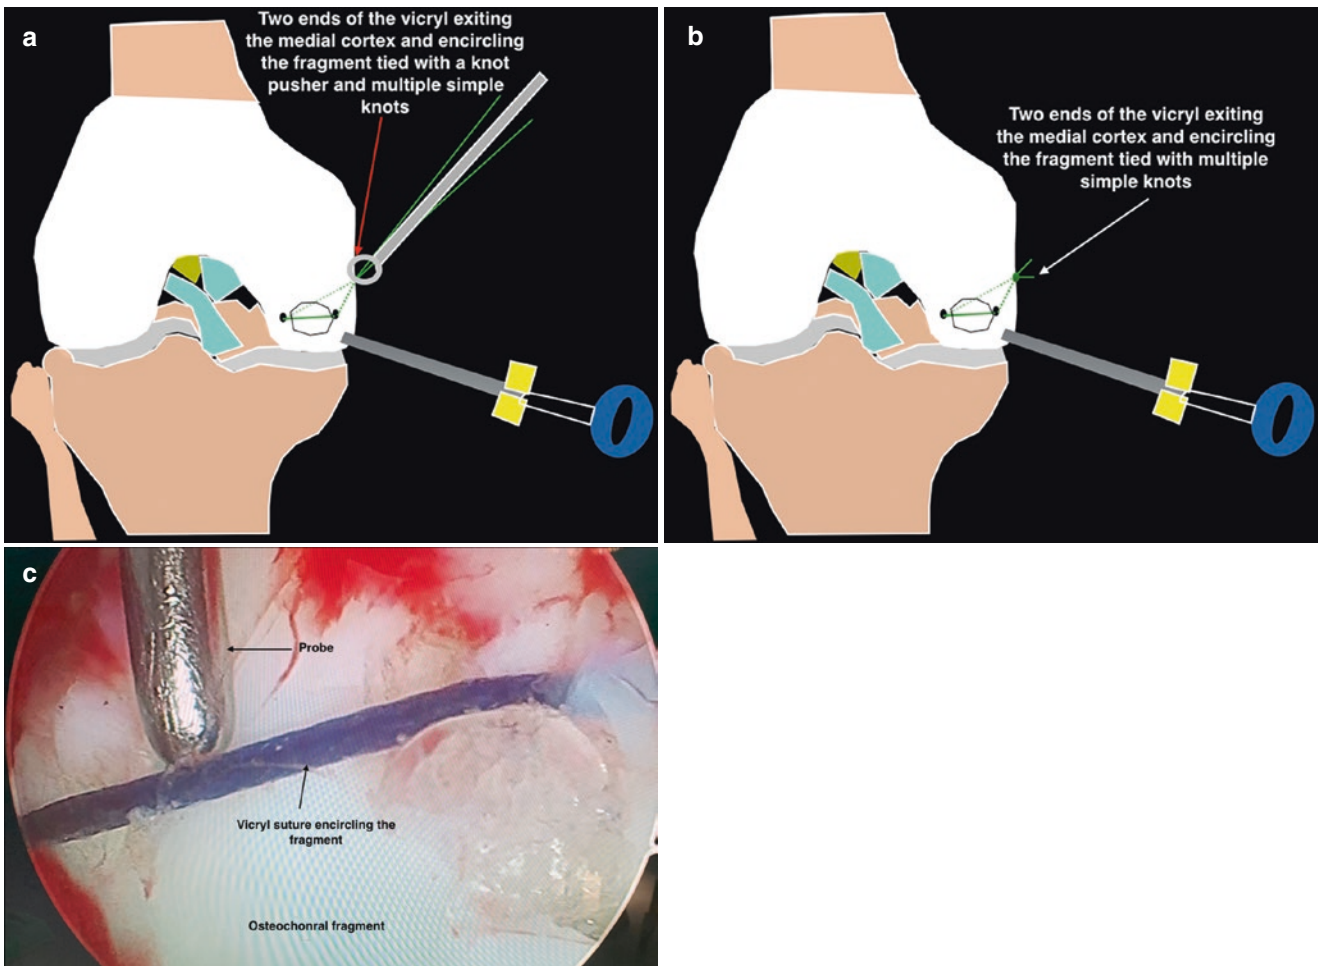 a
Two ends of the vicryl exiting
the medial cortex and encircling
the fragment tied with a knot
pusher and multiple simple
knots
b
Two ends of the vicryl exiting
the medial cortex and encircling
the fragment tied with multiple
simple knots
c
Probe
Vicryl suture encircling the
fragment
Osteochonral fragment